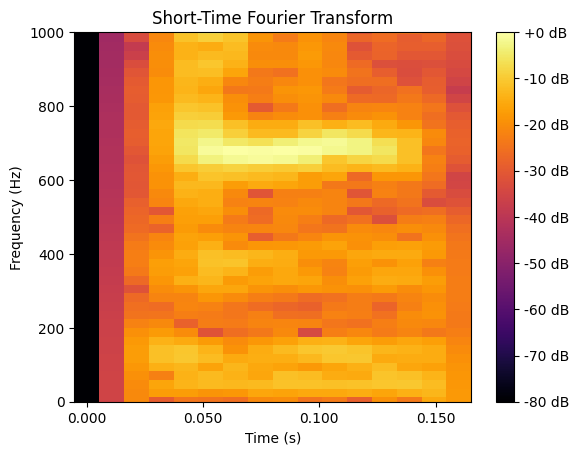 Short-Time Fourier Transform
Frequency (Hz)
1000
800
600
400
200
0
0.000
0.050
0.100
0.150
Time (s)
+0 dB
-10 dB
-20 dB
-30 dB
-40 dB
-50 dB
-60 dB
-70 dB
-80 dB